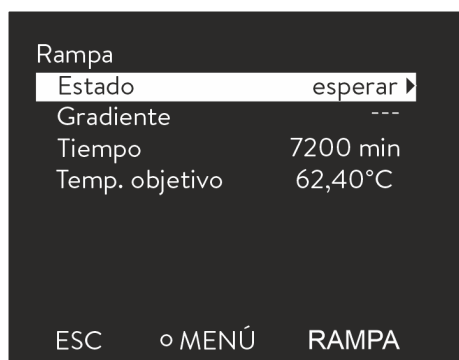 Rampa
Estado esperar
Gradiente ---
Tiempo 7200 min
Temp. objetivo 62,40°C
ESC MENÚ RAMPA